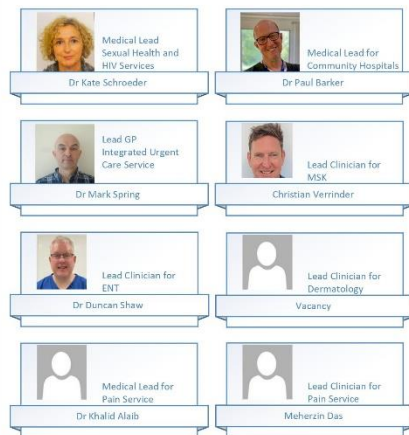 Medical Lead
Sexual Health and
HIV Services
Dr Kate Schroeder
Medical Lead for
Community Hospitals
Dr Paul Barker
Lead GP
Integrated Urgent
Care Service
Dr Mark Spring
Lead Clinician for
MSK
Christian Verrinder
Lead Clinician for
ENT
Dr Duncan Shaw
Lead Clinician for
Dermatology
Vacancy
Medical Lead for
Pain Service
Dr Khalid Alaib
Lead Clinician for
Pain Service
Meherzin Das